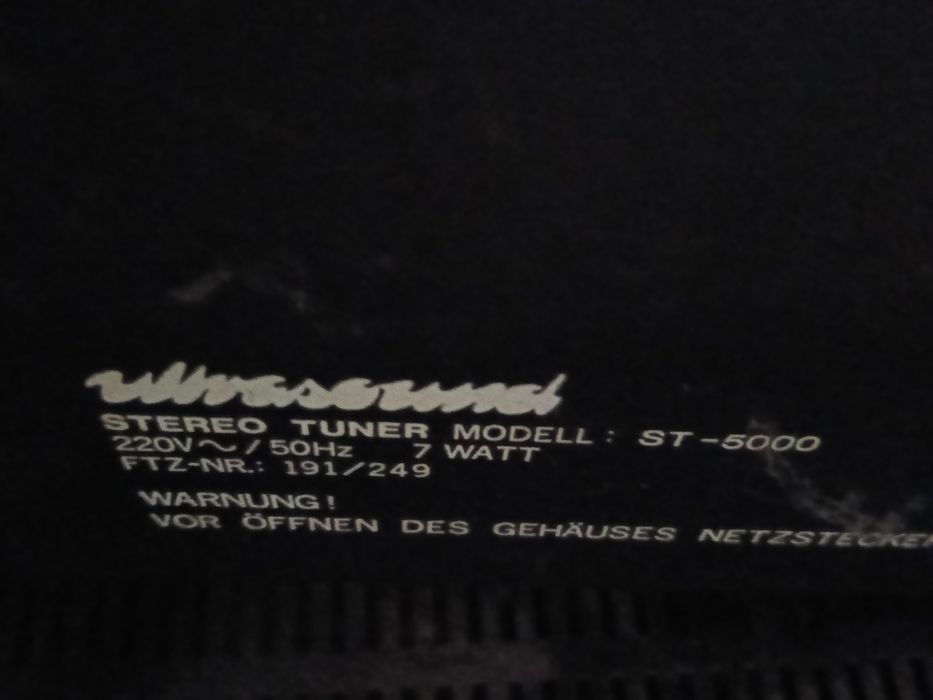 ultrasound
STEREO TUNER MODELL: ST-5000
220V~/50Hz 7 WATT
FTZ-NR.: 191/249
WARNUNG!
VOR ÖFFNEN DES GEHÄUSES NETZSTECKER